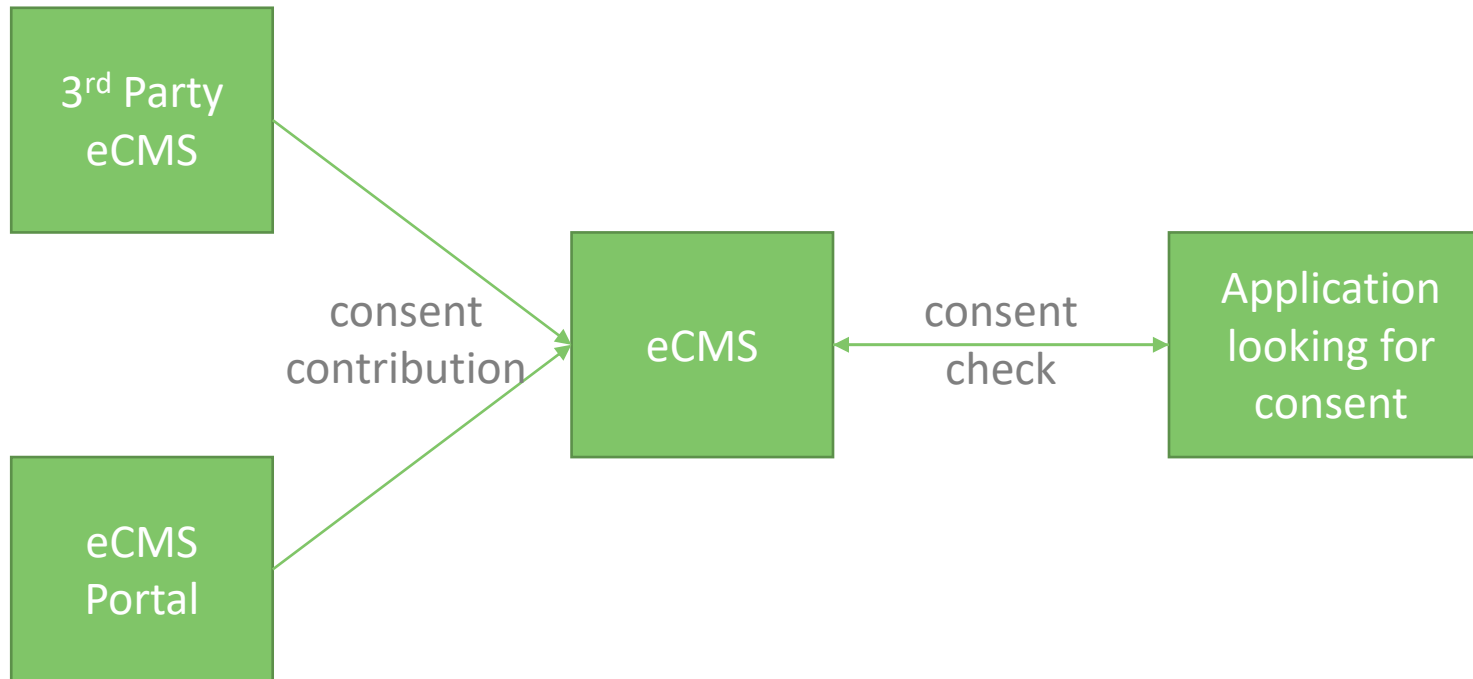 3rd Party
eCMS
consent
contribution
eCMS
consent
check
Application
looking for
consent
eCMS
Portal